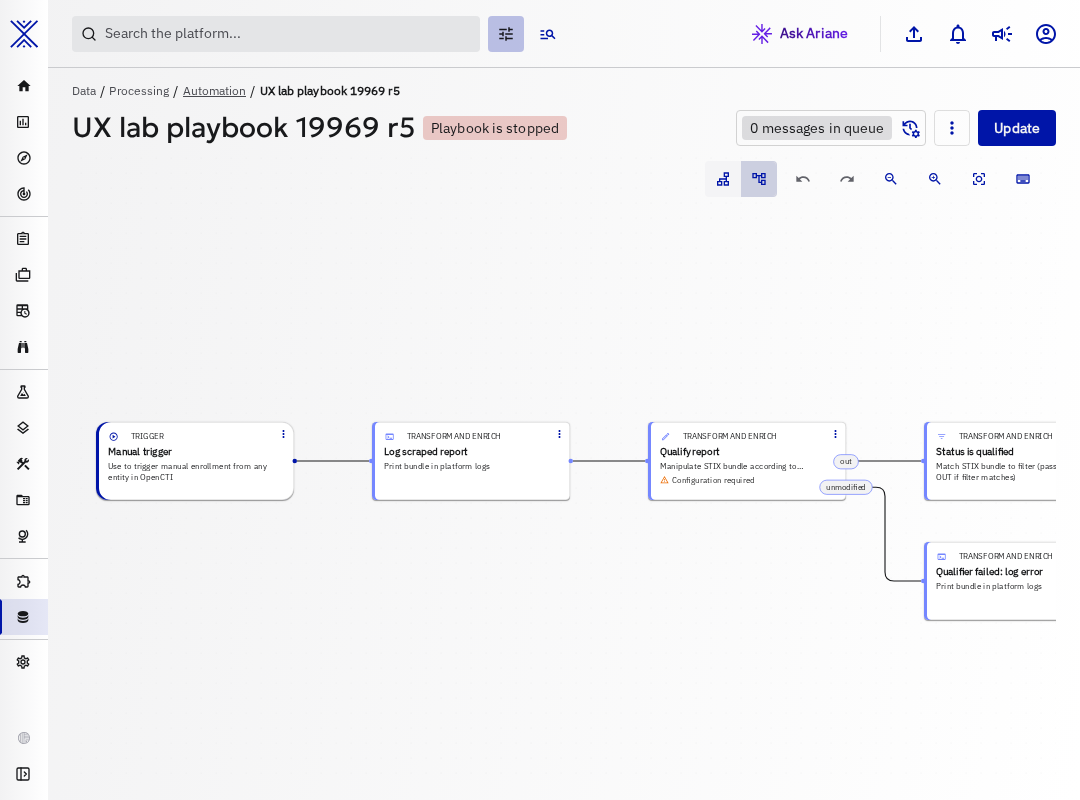 Search the platform...
Ask Ariane
Data / Processing / Automation / UX lab playbook 19969 r5
UX lab playbook 19969 r5
Playbook is stopped
0 messages in queue
Update
TRIGGER
Manual trigger
Use to trigger manual enrollment from any
entity in OpenCTI
TRANSFORM AND ENRICH
Log scraped report
Print bundle in platform logs
TRANSFORM AND ENRICH
Qualify report
Manipulate STIX bundle according to...
Configuration required
out
unmodified
TRANSFORM AND ENRICH
Status is qualified
Match STIX bundle to filter (pass
OUT if filter matches)
TRANSFORM AND ENRICH
Qualifier failed: log error
Print bundle in platform logs